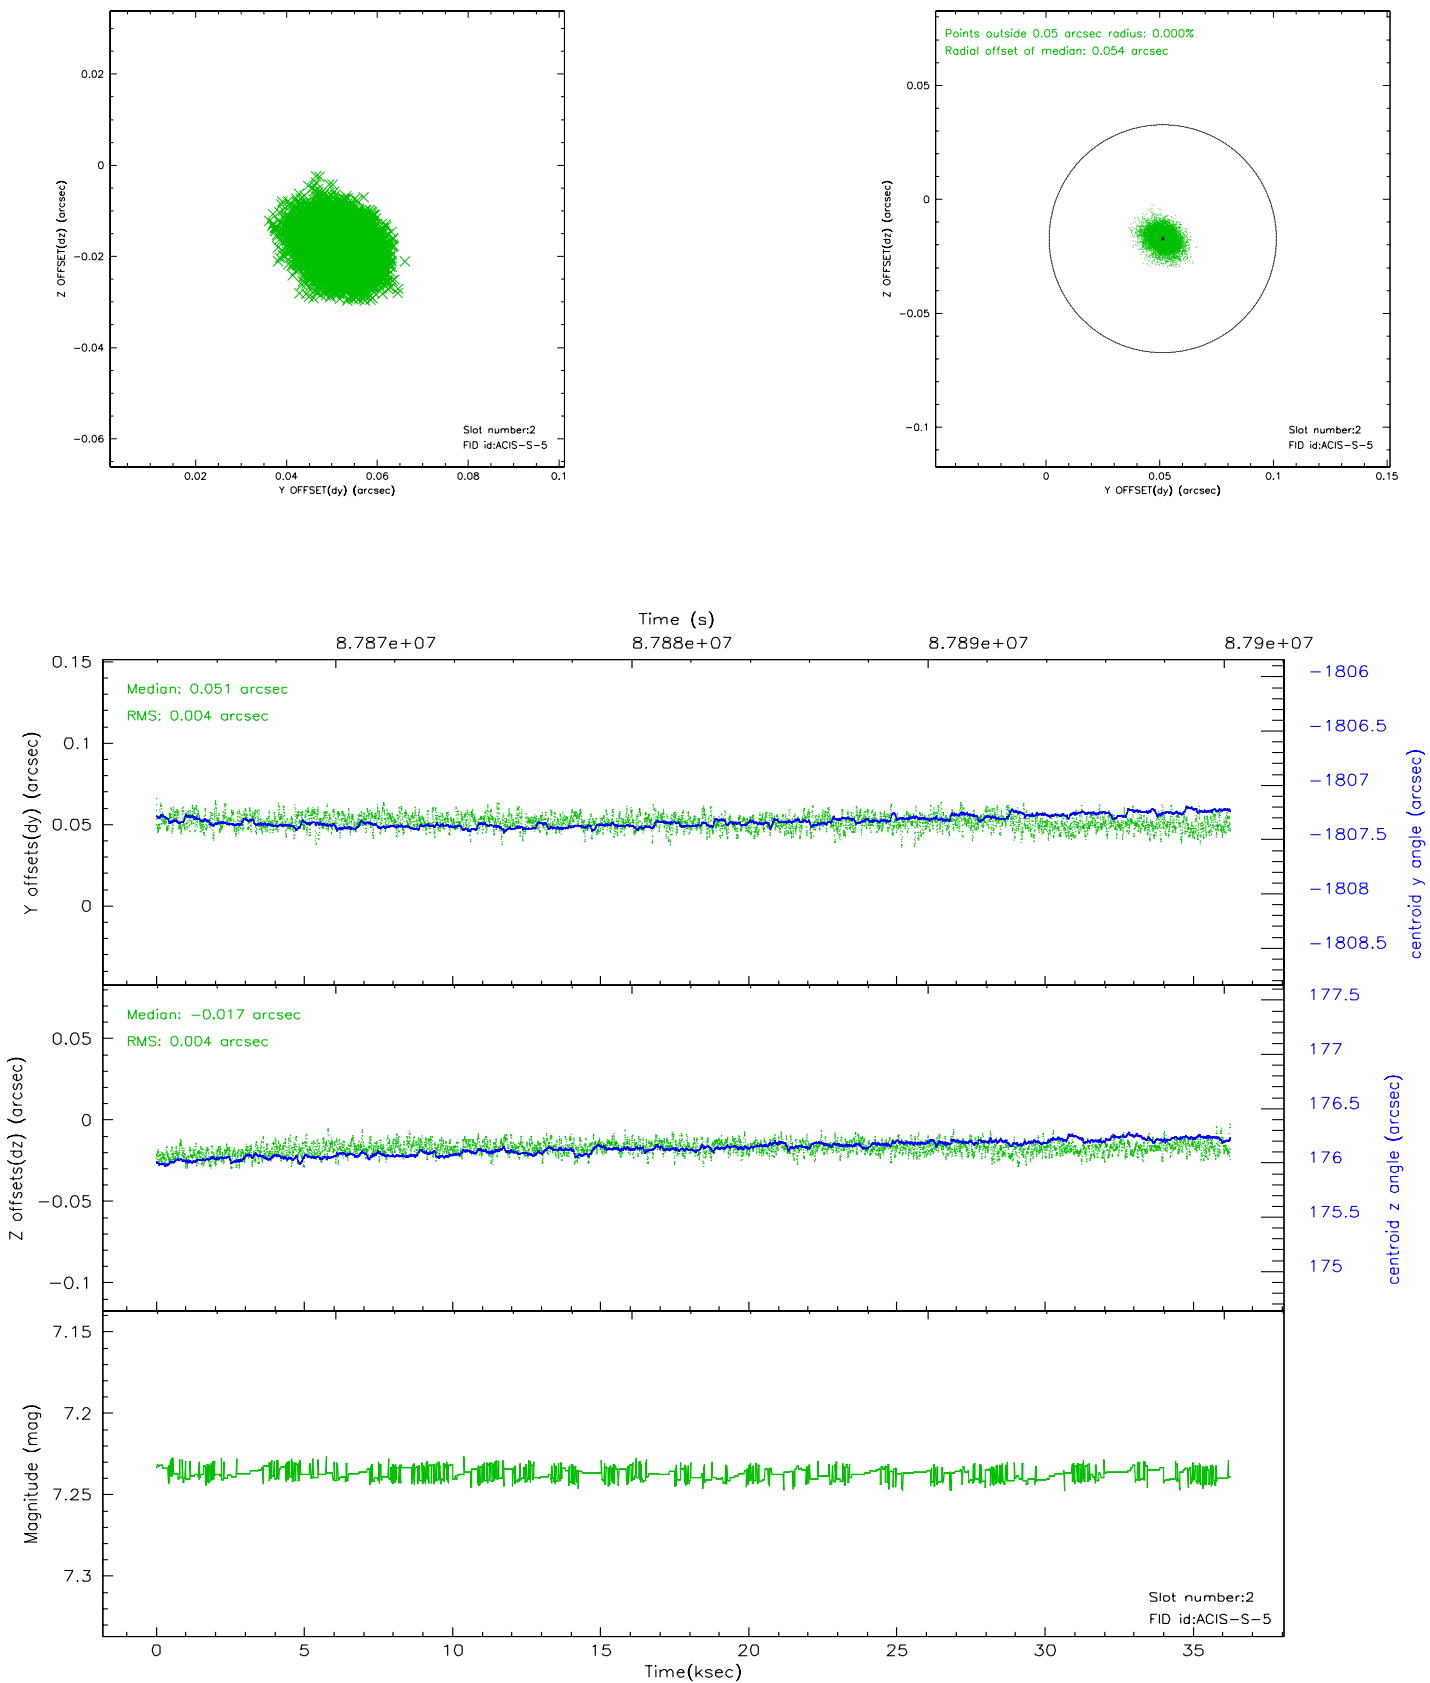 0.02
0
−0.02
−0.04
−0.06
Z OFFSET(dz) (arcsec)
Slot number:2
FID id:ACIS−S−5
0.02 0.04 0.06 0.08 0.1
Y OFFSET(dy) (arcsec)
Points outside 0.05 arcsec radius: 0.000%
Radial offset of median: 0.054 arcsec
0.05
0
−0.05
−0.1
Z OFFSET(dz) (arcsec)
Slot number:2
FID id:ACIS−S−5
0 0.05 0.1 0.15
Y OFFSET(dy) (arcsec)
Time (s)
8.787e+07 8.788e+07 8.789e+07 8.79e+07
0.15
0.1
0.05
0
Y offsets(dy) (arcsec)
Median: 0.051 arcsec
RMS: 0.004 arcsec
−1806
−1806.5
−1807
−1807.5
−1808
−1808.5
centroid y angle (arcsec)
0.05
0
−0.05
−0.1
Z offsets(dz) (arcsec)
Median: −0.017 arcsec
RMS: 0.004 arcsec
177.5
177
176.5
176
175.5
175
centroid z angle (arcsec)
7.15
7.2
7.25
7.3
Magnitude (mag)
Slot number:2
FID id:ACIS−S−5
0 5 10 15 20 25 30 35
Time(ksec)